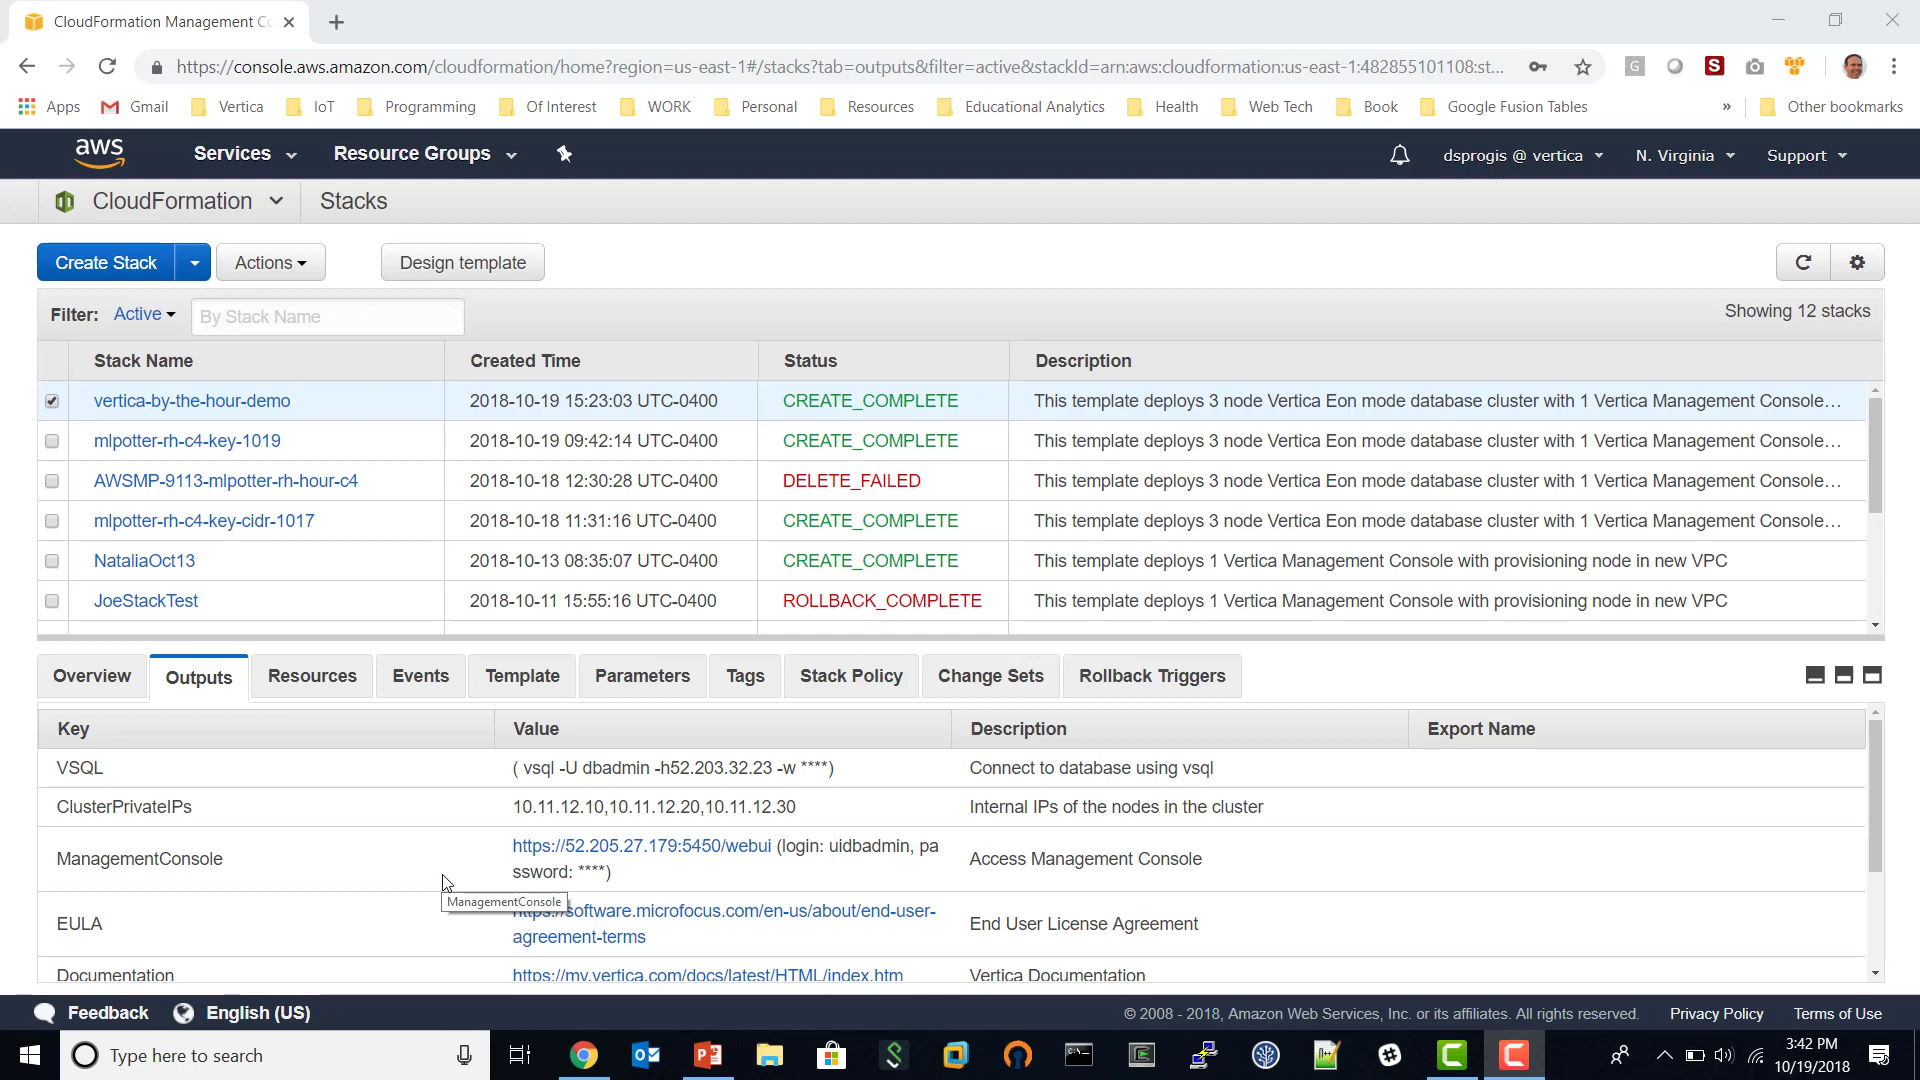 CloudFormation Management Co
https://console.aws.amazon.com/cloudformation/home?region=us-east-1#/stacks?tab=outputs&filter=active&stackId=arn:aws:cloudformation:us-east-1:482855101108:st...
Apps Gmail Vertica IoT Programming Of Interest WORK Personal Resources Educational Analytics Health Web Tech Book Google Fusion Tables » Other bookmarks
aws Services Resource Groups dsprogis @ vertica N. Virginia Support
CloudFormation Stacks
Create Stack Actions Design template
Filter: Active By Stack Name Showing 12 stacks
Stack Name Created Time Status Description
vertica-by-the-hour-demo 2018-10-19 15:23:03 UTC-0400 CREATE_COMPLETE This template deploys 3 node Vertica Eon mode database cluster with 1 Vertica Management Console...
mlpotter-rh-c4-key-1019 2018-10-19 09:42:14 UTC-0400 CREATE_COMPLETE This template deploys 3 node Vertica Eon mode database cluster with 1 Vertica Management Console...
AWSMP-9113-mlpotter-rh-hour-c4 2018-10-18 12:30:28 UTC-0400 DELETE_FAILED This template deploys 3 node Vertica Eon mode database cluster with 1 Vertica Management Console...
mlpotter-rh-c4-key-cidr-1017 2018-10-18 11:31:16 UTC-0400 CREATE_COMPLETE This template deploys 3 node Vertica Eon mode database cluster with 1 Vertica Management Console...
NataliaOct13 2018-10-13 08:35:07 UTC-0400 CREATE_COMPLETE This template deploys 1 Vertica Management Console with provisioning node in new VPC
JoeStackTest 2018-10-11 15:55:16 UTC-0400 ROLLBACK_COMPLETE This template deploys 1 Vertica Management Console with provisioning node in new VPC
Overview Outputs Resources Events Template Parameters Tags Stack Policy Change Sets Rollback Triggers
Key Value Description Export Name
VSQL ( vsql -U dbadmin -h52.203.32.23 -w ****) Connect to database using vsql
ClusterPrivateIPs 10.11.12.10,10.11.12.20,10.11.12.30 Internal IPs of the nodes in the cluster
https://52.205.27.179:5450/webui (login: uidbadmin, pa
ManagementConsole Access Management Console
ssword: ****)
ManagementConsole
https://software.microfocus.com/en-us/about/end-user-
EULA End User License Agreement
agreement-terms
Documentation https://my.vertica.com/docs/latest/HTML/index.htm Vertica Documentation
Feedback English (US) © 2008 - 2018, Amazon Web Services, Inc. or its affiliates. All rights reserved. Privacy Policy Terms of Use
Type here to search
3:42 PM
10/19/2018